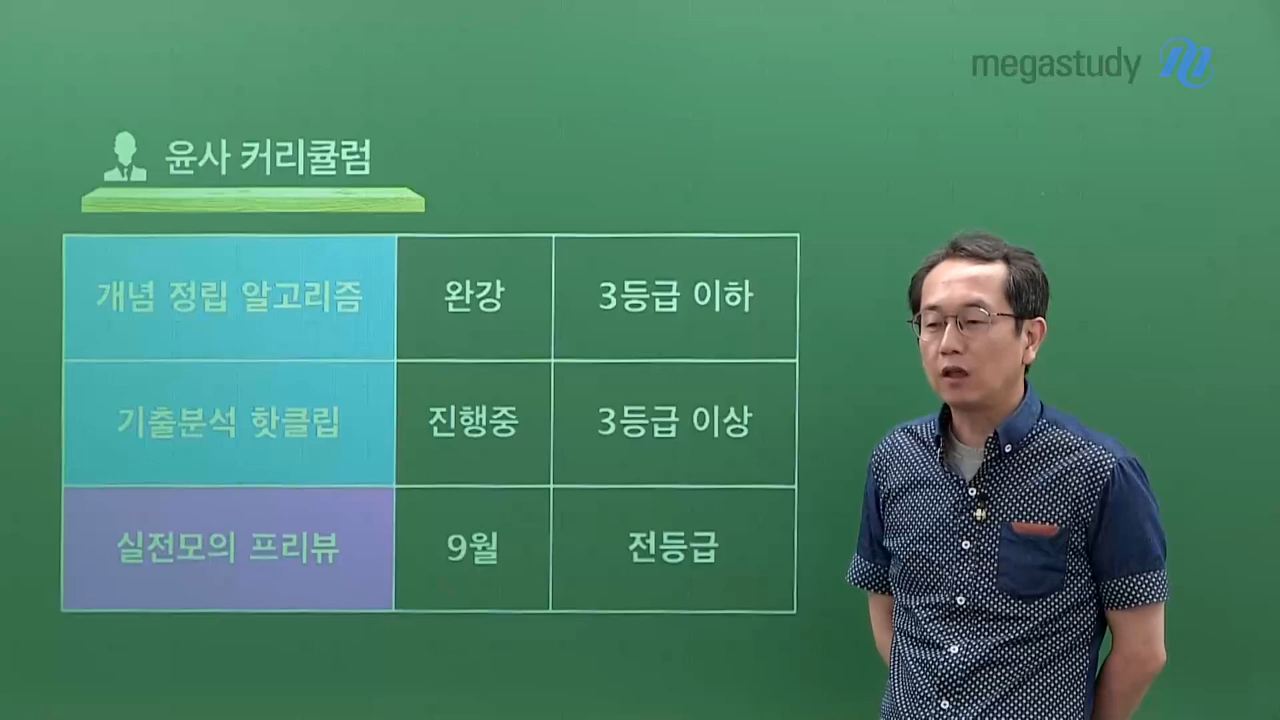 megastudy
윤사 커리큘럼
개념 정립 알고리즘 완강 3등급 이하
기출분석 핫클립 진행중 3등급 이상
실전모의 프리뷰 9월 전등급